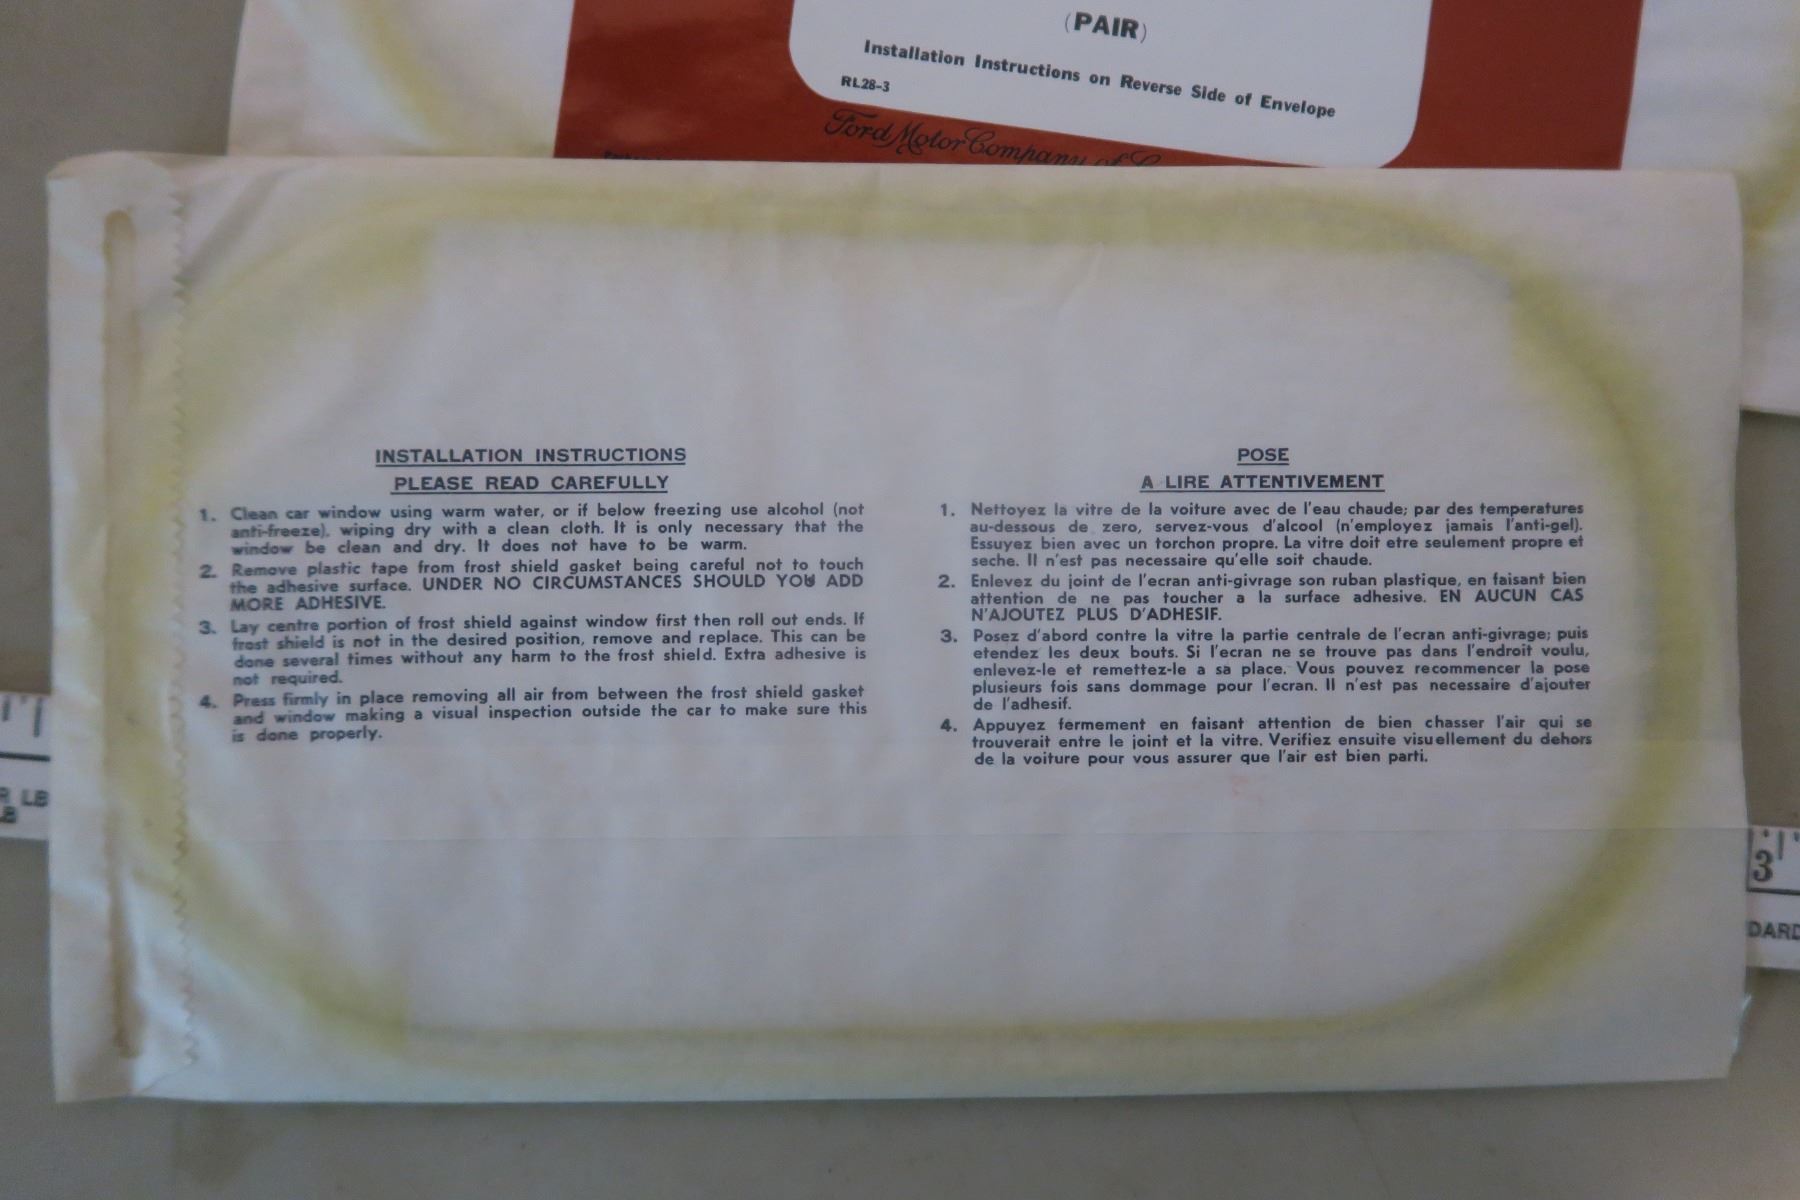 (PAIR)
Installation Instructions on Reverse Side of Envelope
RL28-3
Ford Motor Company of
INSTALLATION INSTRUCTIONS
PLEASE READ CAREFULLY
1. Clean car window using warm water, or if below freezing use alcohol (not
anti-freeze), wiping dry with a clean cloth. It is only necessary that the
window be clean and dry. It does not have to be warm.
2. Remove plastic tape from frost shield gasket being careful not to touch
the adhesive surface. UNDER NO CIRCUMSTANCES SHOULD YOU ADD
MORE ADHESIVE.
3. Lay centre portion of frost shield against window first then roll out ends. If
frost shield is not in the desired position, remove and replace. This can be
done several times without any harm to the frost shield. Extra adhesive is
not required.
4. Press firmly in place removing all air from between the frost shield gasket
and window making a visual inspection outside the car to make sure this
is done properly.
POSE
A LIRE ATTENTIVEMENT
1. Nettoyez la vitre de la voiture avec de l'eau chaude; par des temperatures
au-dessous de zero, servez-vous d'alcool (n'employez jamais l'anti-gel).
Essuyez bien avec un torchon propre. La vitre doit etre seulement propre et
seche. Il n'est pas necessaire qu'elle soit chaude.
2. Enlevez du joint de l'ecran anti-givrage son ruban plastique, en faisant bien
attention de ne pas toucher a la surface adhesive. EN AUCUN CAS
N'AJOUTEZ PLUS D'ADHESIF.
3. Posez d'abord contre la vitre la partie centrale de l'ecran anti-givrage; puis
etendez les deux bouts. Si l'ecran ne se trouve pas dans l'endroit voulu,
enlevez-le et remettez-le a sa place. Vous pouvez recommencer la pose
plusieurs fois sans dommage pour l'ecran. Il n'est pas necessaire d'ajouter
de l'adhesif.
4. Appuyez fermement en faisant attention de bien chasser l'air qui se
trouverait entre le joint et la vitre. Verifiez ensuite visuellement du dehors
de la voiture pour vous assurer que l'air est bien parti.
R LB
LB
3
DARD